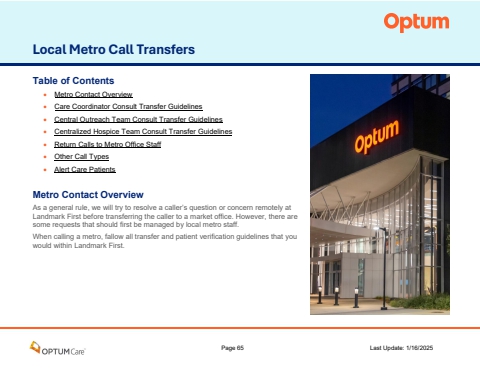 Optum
Local Metro Call Transfers
Table of Contents
Metro Contact Overview
Care Coordinator Consult Transfer Guidelines
Central Outreach Team Consult Transfer Guidelines
Centralized Hospice Team Consult Transfer Guidelines
Return Calls to Metro Office Staff
Other Call Types
Alert Care Patients
Optum
Metro Contact Overview
As a general rule, we will try to resolve a caller's question or concern remotely at
Landmark First before transferring the caller to a market office. However, there are
some requests that should first be managed by local metro staff.
When calling a metro, follow all transfer and patient verification guidelines that you
would within Landmark First.
OPTUMCare
Page 65
Last Update: 1/16/2025